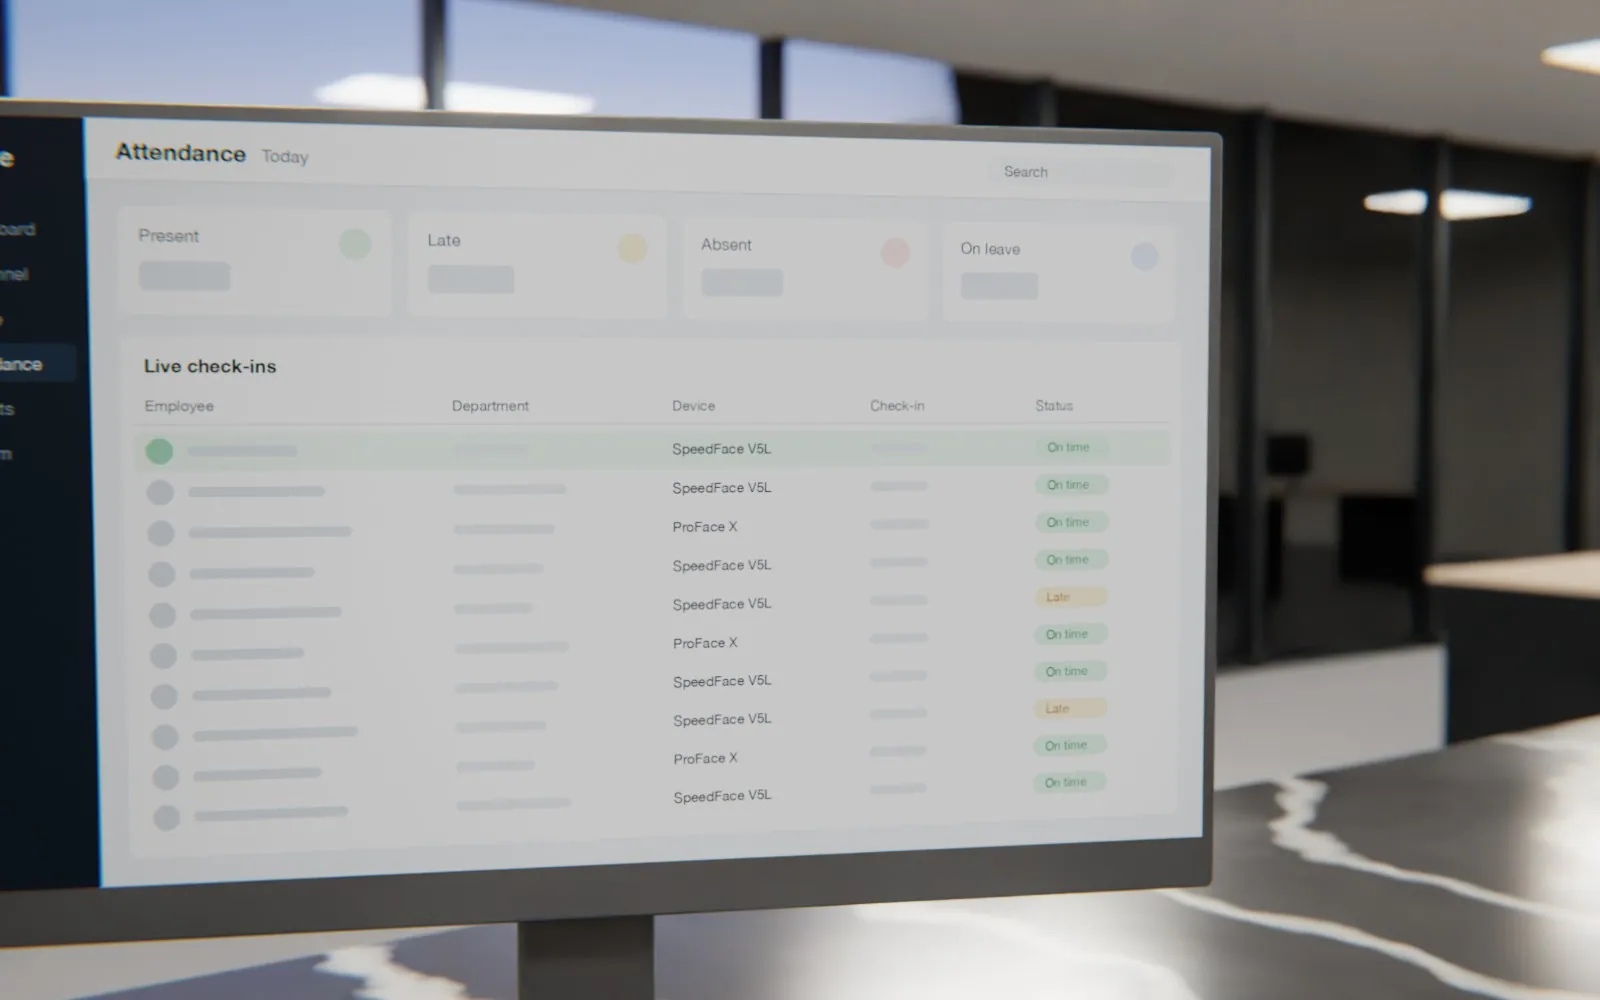 Attendance Today
Search
Present
Late
Absent
On leave
Live check-ins
Employee Department Device Check-in Status
SpeedFace V5L On time
SpeedFace V5L On time
ProFace X On time
SpeedFace V5L On time
SpeedFace V5L Late
ProFace X On time
SpeedFace V5L On time
SpeedFace V5L Late
ProFace X On time
SpeedFace V5L On time